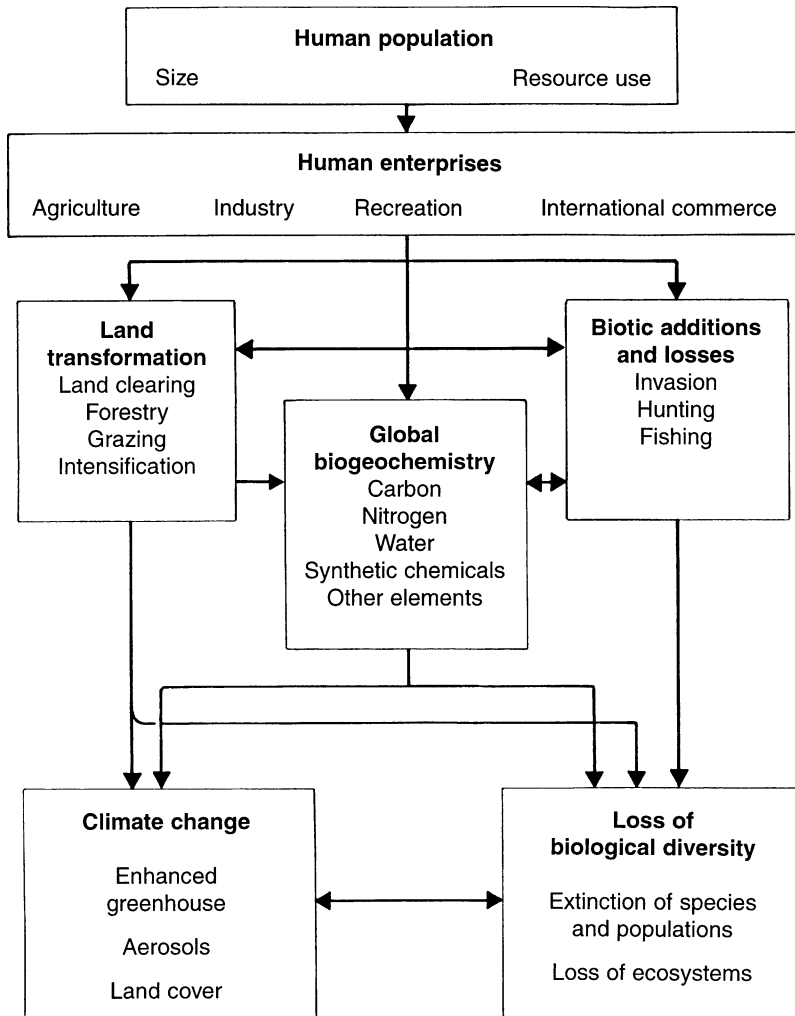 Human population
Size Resource use
Human enterprises
Agriculture Industry Recreation International commerce
Land
transformation
Land clearing
Forestry
Grazing
Intensification
Biotic additions
and losses
Invasion
Hunting
Fishing
Global
biogeochemistry
Carbon
Nitrogen
Water
Synthetic chemicals
Other elements
Climate change
Enhanced
greenhouse
Aerosols
Land cover
Loss of
biological diversity
Extinction of species
and populations
Loss of ecosystems